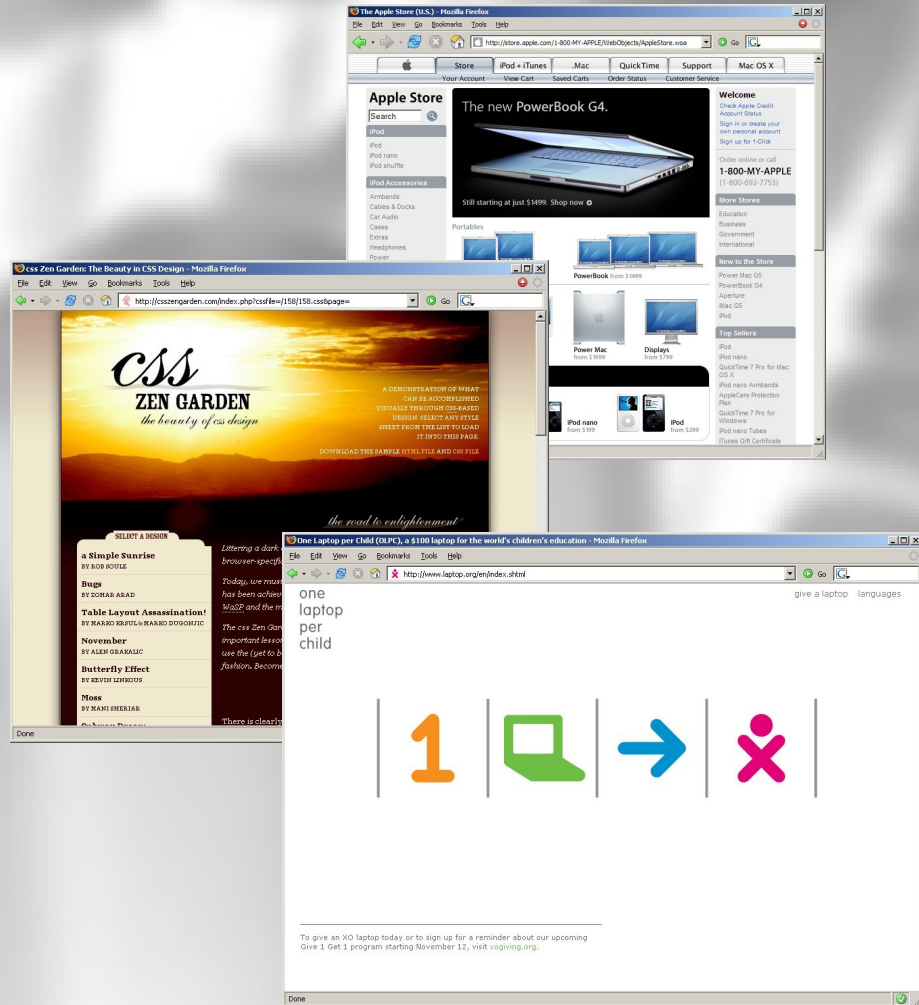 The Apple Store (U.S.) - Mozilla Firefox
File Edit View Go Bookmarks Tools Help
http://store.apple.com/1-800-MY-APPLE/WebObjects/AppleStore.woa
Go
Store iPod + iTunes .Mac QuickTime Support Mac OS X
Your Account View Cart Saved Carts Order Status Customer Service
Apple Store
Search
iPod
iPod
iPod nano
iPod shuffle
iPod Accessories
Armbands
Cables & Docks
Car Audio
Cases
Extras
Headphones
Power
The new PowerBook G4.
Still starting at just $1499. Shop now
Portables
PowerBook from $1499
Power Mac
from $1999
Displays
from $799
iPod nano
from $199
iPod
from $299
Welcome
Check Apple Credit
Account Status
Sign in or create your
own personal account
Sign up for 1-Click
Order online or call
1-800-MY-APPLE
(1-800-692-7753)
More Stores
Education
Business
Government
International
New to the Store
Power Mac G5
PowerBook G4
Aperture
iMac G5
iPod
Top Sellers
iPod
iPod nano
QuickTime 7 Pro for Mac
OS X
iPod nano Armbands
AppleCare Protection
Plan
QuickTime 7 Pro for
Windows
iPod nano Tubes
iTunes Gift Certificate
css Zen Garden: The Beauty in CSS Design - Mozilla Firefox
File Edit View Go Bookmarks Tools Help
http://csszengarden.com/index.php?cssfile=/158/158.css&page=
Go
css
ZEN GARDEN
the beauty of css design
A DEMONSTRATION OF WHAT
CAN BE ACCOMPLISHED
VISUALLY THROUGH CSS-BASED
DESIGN. SELECT ANY STYLE
SHEET FROM THE LIST TO LOAD
IT INTO THIS PAGE.
DOWNLOAD THE SAMPLE HTML FILE AND CSS FILE
the road to enlightenment
SELECT A DESIGN
a Simple Sunrise
BY ROB SOULE
Bugs
BY ZOHAR ARAD
Table Layout Assassination!
BY MARKO KRSUL & MARKO DUGONJIC
November
BY ALEN GRAKALIC
Butterfly Effect
BY KEVIN LINKOUS
Moss
BY MANI SHERIAR
Littering a dark
browser-specif
Today, we mus
has been achiev
WaSP and the m
The css Zen Gar
important lesso
use the (yet to b
fashion. Become
There is clearly
Done
One Laptop per Child (OLPC), a $100 laptop for the world's children's education - Mozilla Firefox
File Edit View Go Bookmarks Tools Help
http://www.laptop.org/en/index.shtml
Go
one
laptop
per
child
give a laptop languages
1
To give an XO laptop today or to sign up for a reminder about our upcoming
Give 1 Get 1 program starting November 12, visit xogiving.org.
Done